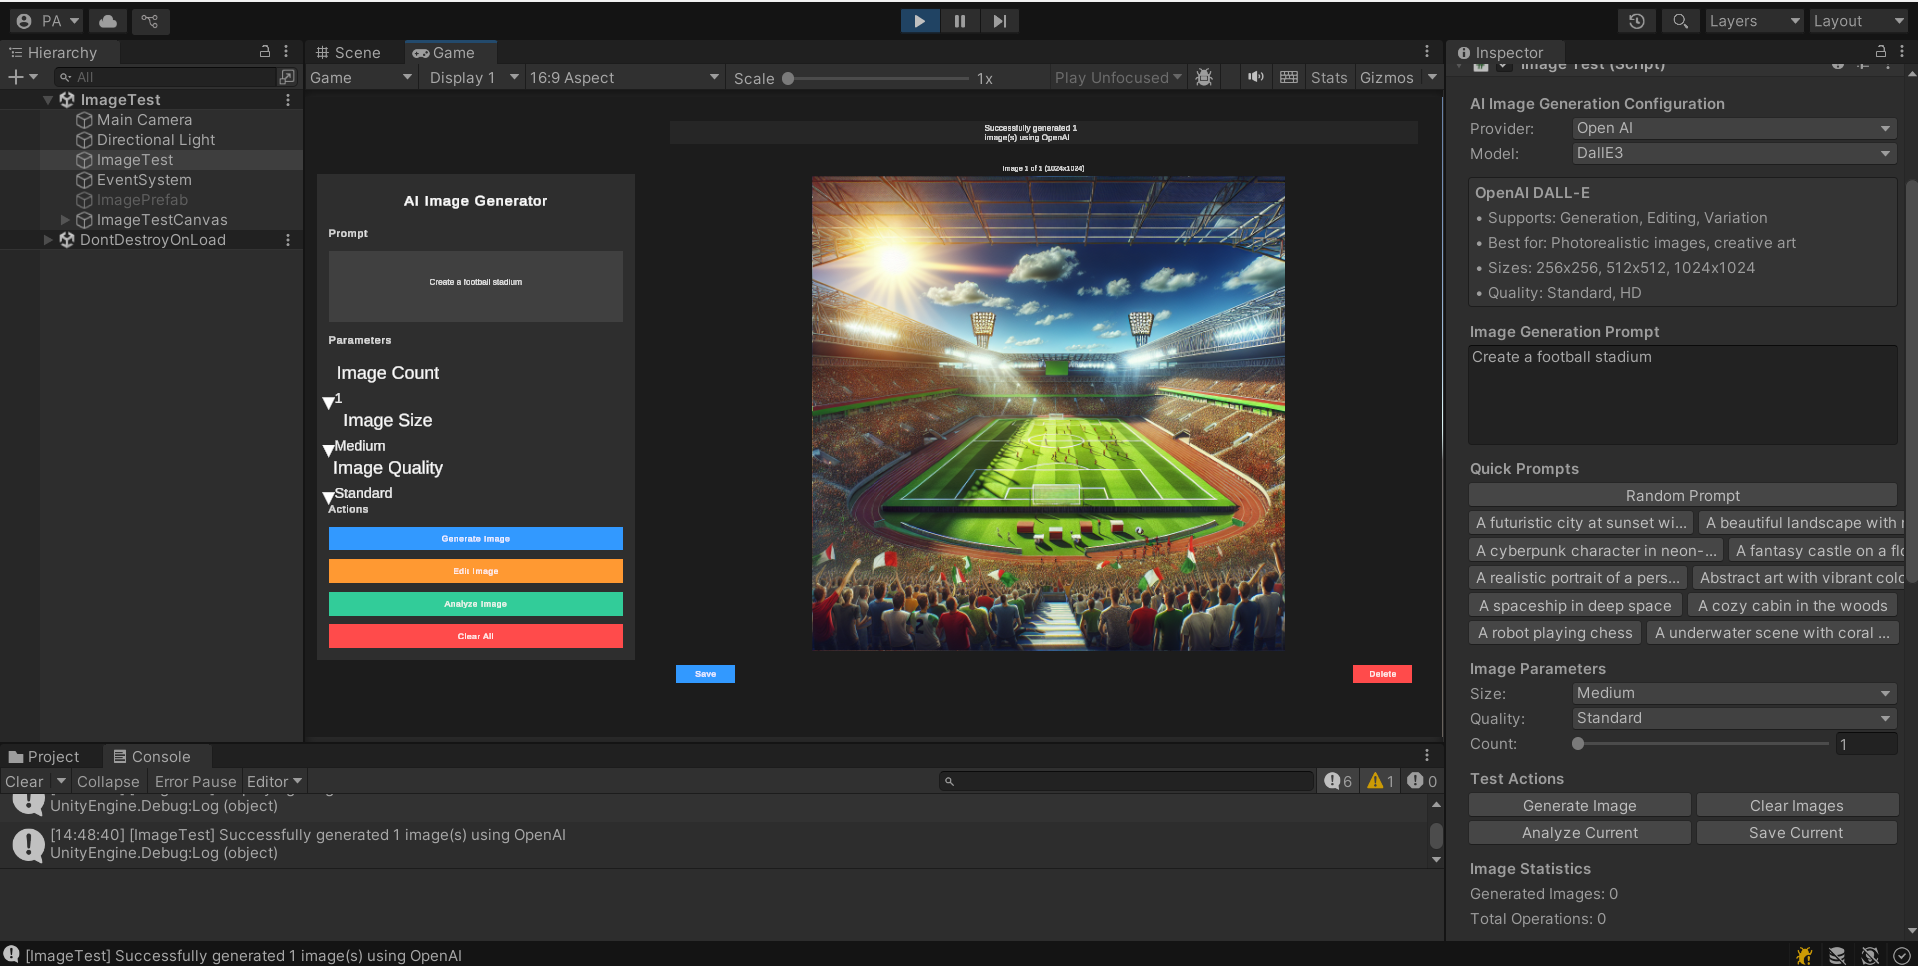 PA
Layers
Layout
Hierarchy
All
ImageTest
Main Camera
Directional Light
ImageTest
EventSystem
ImagePrefab
ImageTestCanvas
DontDestroyOnLoad
Scene
Game
Game
Display 1
16:9 Aspect
Scale
1x
Play Unfocused
Stats
Gizmos
AI Image Generator
Prompt
Create a football stadium
Parameters
Image Count
1
Image Size
Medium
Image Quality
Standard
Actions
Generate Image
Edit Image
Analyze Image
Clear All
Successfully generated 1
image(s) using OpenAI
Image 1 of 1 (1024x1024)
Save
Delete
Inspector
Image Test (Script)
AI Image Generation Configuration
Provider:
Open AI
Model:
DallE3
OpenAI DALL-E
• Supports: Generation, Editing, Variation
• Best for: Photorealistic images, creative art
• Sizes: 256x256, 512x512, 1024x1024
• Quality: Standard, HD
Image Generation Prompt
Create a football stadium
Quick Prompts
Random Prompt
A futuristic city at sunset wi...
A beautiful landscape with
A cyberpunk character in neon-...
A fantasy castle on a flo
A realistic portrait of a pers...
Abstract art with vibrant colo
A spaceship in deep space
A cozy cabin in the woods
A robot playing chess
A underwater scene with coral ...
Image Parameters
Size:
Medium
Quality:
Standard
Count:
1
Test Actions
Generate Image
Clear Images
Analyze Current
Save Current
Image Statistics
Generated Images: 0
Total Operations: 0
Project
Console
Clear
Collapse
Error Pause
Editor
6
1
0
UnityEngine.Debug:Log (object)
[14:48:40] [ImageTest] Successfully generated 1 image(s) using OpenAI
UnityEngine.Debug:Log (object)
[ImageTest] Successfully generated 1 image(s) using OpenAI